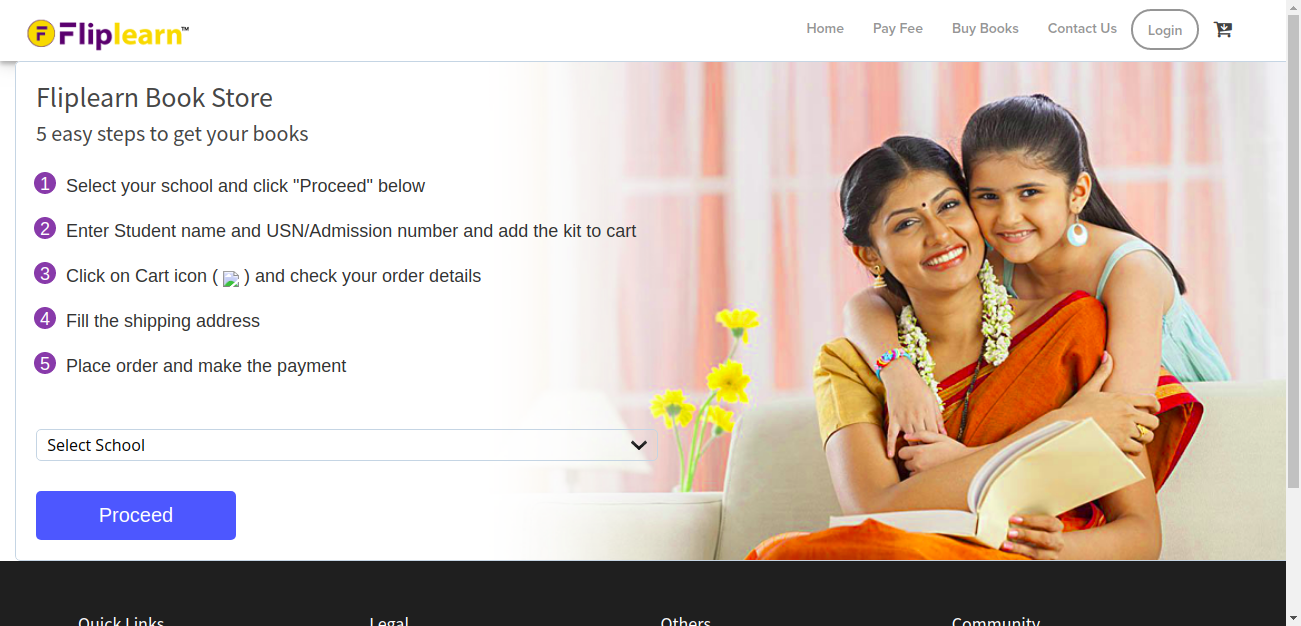 Fliplearn™
Home Pay Fee Buy Books Contact Us Login
Fliplearn Book Store
5 easy steps to get your books
1 Select your school and click "Proceed" below
2 Enter Student name and USN/Admission number and add the kit to cart
3 Click on Cart icon ( ) and check your order details
4 Fill the shipping address
5 Place order and make the payment
Select School
Proceed
Quick Links Legal Others Community